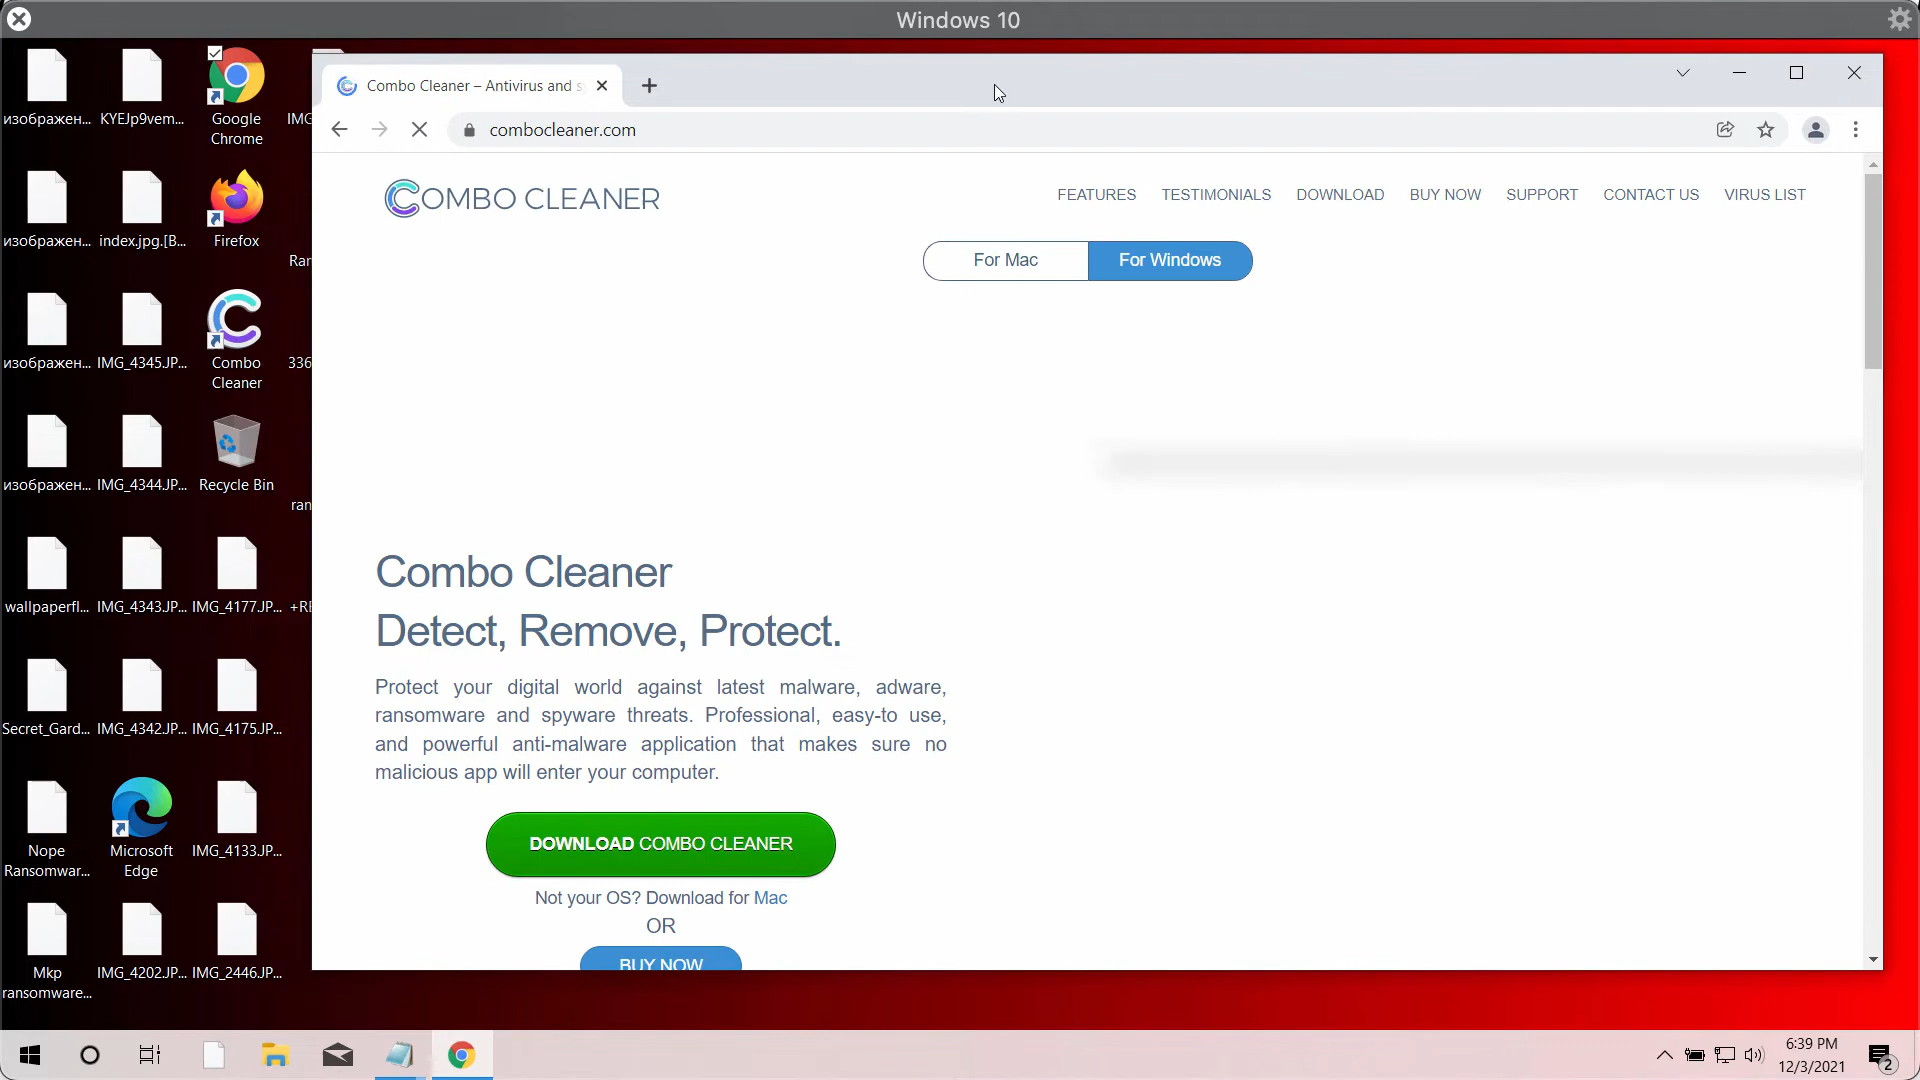 Windows 10
изображен...
KYEJp9vem...
Google
Chrome
IMG
изображен...
index.jpg.[B...
Firefox
Ran
изображен...
IMG_4345.JP...
Combo
Cleaner
336
изображен...
IMG_4344.JP...
Recycle Bin
ran
wallpaperfl...
IMG_4343.JP...
IMG_4177.JP...
+RE
Secret_Gard...
IMG_4342.JP...
IMG_4175.JP...
Nope
Ransomwar...
Microsoft
Edge
IMG_4133.JP...
Mkp
ransomware...
IMG_4202.JP...
IMG_2446.JP...
Combo Cleaner – Antivirus and s
combocleaner.com
COMBO CLEANER
FEATURES
TESTIMONIALS
DOWNLOAD
BUY NOW
SUPPORT
CONTACT US
VIRUS LIST
For Mac
For Windows
Combo Cleaner
Detect, Remove, Protect.
Protect your digital world against latest malware, adware,
ransomware and spyware threats. Professional, easy-to use,
and powerful anti-malware application that makes sure no
malicious app will enter your computer.
DOWNLOAD COMBO CLEANER
Not your OS? Download for Mac
OR
BUY NOW
6:39 PM
12/3/2021
2